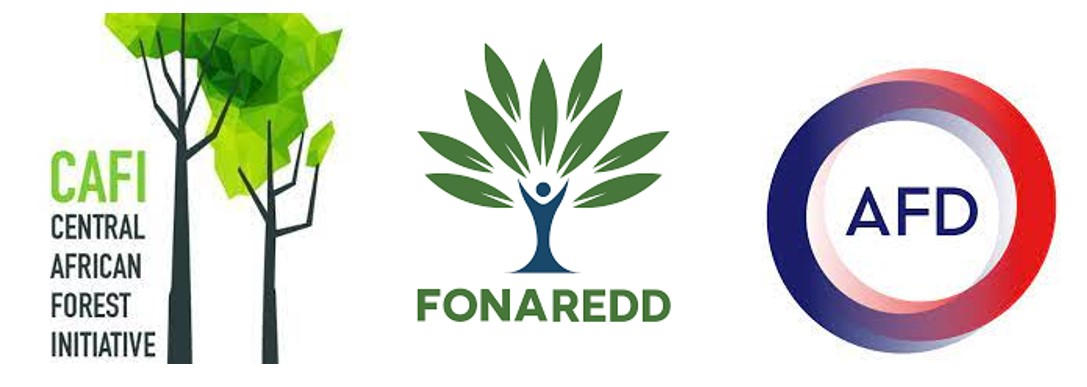 CAFI
CENTRAL
AFRICAN
FOREST
INITIATIVE
FONAREDD
AFD